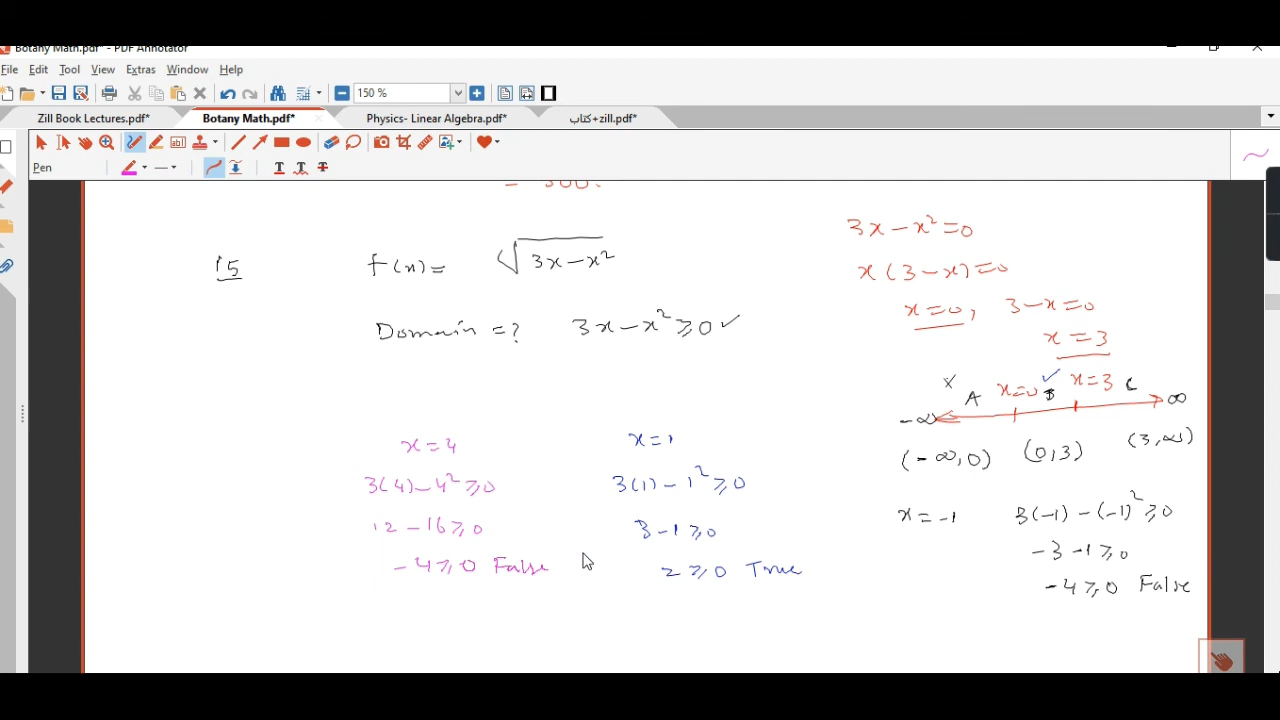 Botany Math.pdf* - PDF Annotator
File Edit Tool View Extras Window Help
150 %
Zill Book Lectures.pdf* Botany Math.pdf* Physics- Linear Algebra.pdf* کتاب+zill.pdf*
Pen
15 f(x) = √(3x-x²)
Domain = ? 3x-x² ≥ 0 ✓
3x-x²=0
x(3-x)=0
x=0, 3-x=0
x=3
x A x=0 ✓ B x=3 C
-∞ ∞
(-∞,0) (0,3) (3,∞)
x=-1 3(-1)-(-1)² ≥ 0
-3-1 ≥ 0
-4 ≥ 0 False
x=1
3(1)-1² ≥ 0
3-1 ≥ 0
2 ≥ 0 True
x=4
3(4)-4² ≥ 0
12-16 ≥ 0
-4 ≥ 0 False